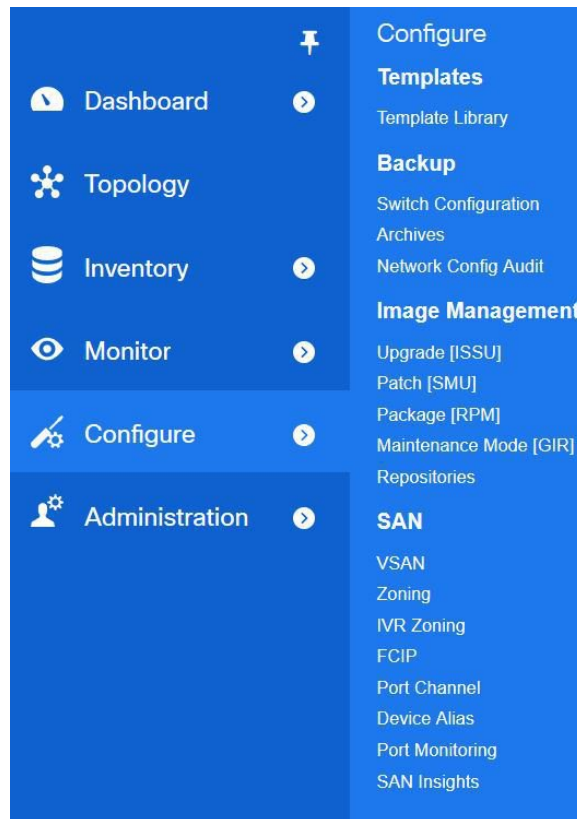 Dashboard
Topology
Inventory
Monitor
Configure
Administration
Configure
Templates
Template Library
Backup
Switch Configuration
Archives
Network Config Audit
Image Management
Upgrade [ISSU]
Patch [SMU]
Package [RPM]
Maintenance Mode [GIR]
Repositories
SAN
VSAN
Zoning
IVR Zoning
FCIP
Port Channel
Device Alias
Port Monitoring
SAN Insights